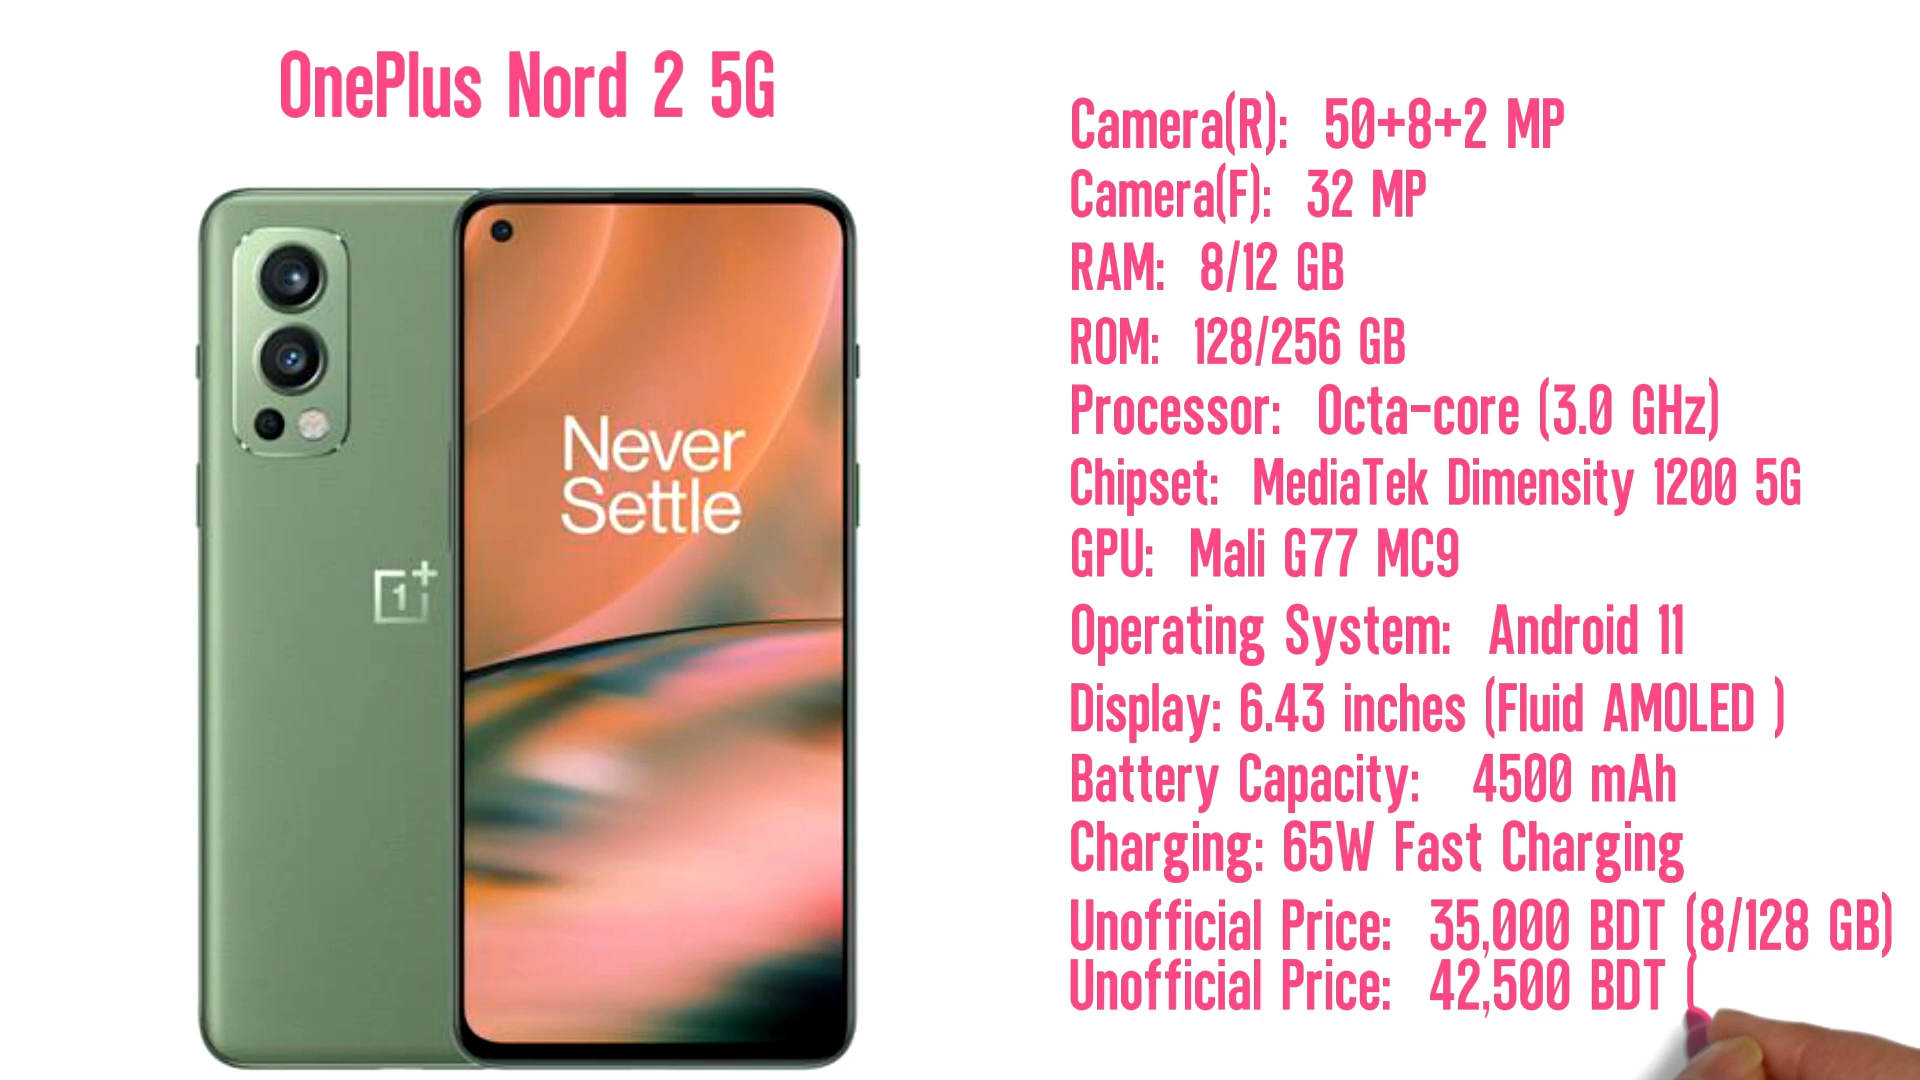 OnePlus Nord 2 5G
Camera(R): 50+8+2 MP
Camera(F): 32 MP
RAM: 8/12 GB
ROM: 128/256 GB
Processor: Octa-core (3.0 GHz)
Chipset: MediaTek Dimensity 1200 5G
GPU: Mali G77 MC9
Operating System: Android 11
Display: 6.43 inches (Fluid AMOLED )
Battery Capacity: 4500 mAh
Charging: 65W Fast Charging
Unofficial Price: 35,000 BDT (8/128 GB)
Unofficial Price: 42,500 BDT (
Never
Settle
1+